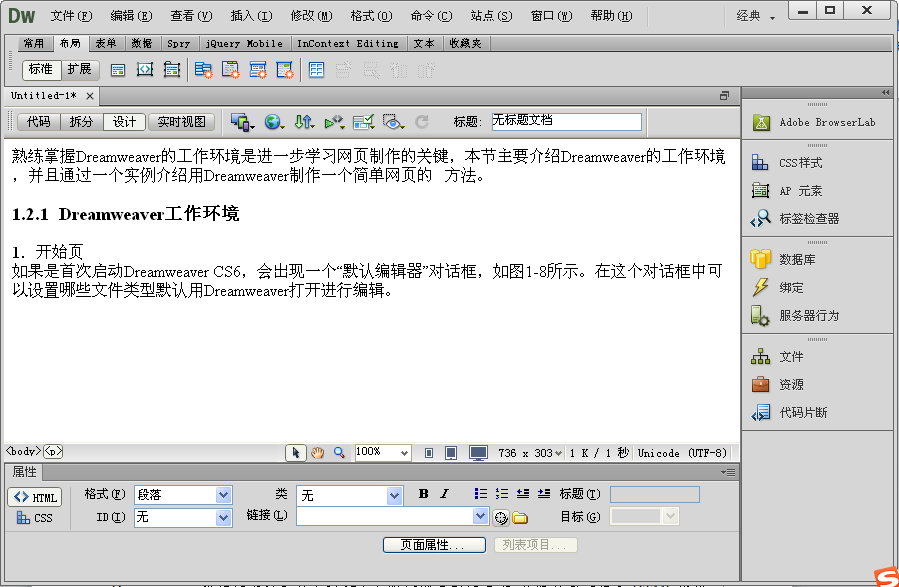 Dw 文件(F) 编辑(E) 查看(V) 插入(I) 修改(M) 格式(O) 命令(C) 站点(S) 窗口(W) 帮助(H) 经典
常用 布局 表单 数据 Spry jQuery Mobile InContext Editing 文本 收藏夹
标准 扩展
Untitled-1*
代码 拆分 设计 实时视图 标题: 无标题文档
熟练掌握Dreamweaver的工作环境是进一步学习网页制作的关键，本节主要介绍Dreamweaver的工作环境
，并且通过一个实例介绍用Dreamweaver制作一个简单网页的 方法。
1.2.1 Dreamweaver工作环境
1．开始页
如果是首次启动Dreamweaver CS6，会出现一个“默认编辑器”对话框，如图1-8所示。在这个对话框中可
以设置哪些文件类型默认用Dreamweaver打开进行编辑。
<body> <p> 100% 736 x 303 1 K / 1 秒 Unicode (UTF-8)
属性
HTML 格式(F) 段落 类 无 B I 标题(T)
CSS ID(I) 无 链接(L) 目标(G)
页面属性... 列表项目...
Adobe BrowserLab
CSS样式
AP 元素
标签检查器
数据库
绑定
服务器行为
文件
资源
代码片断